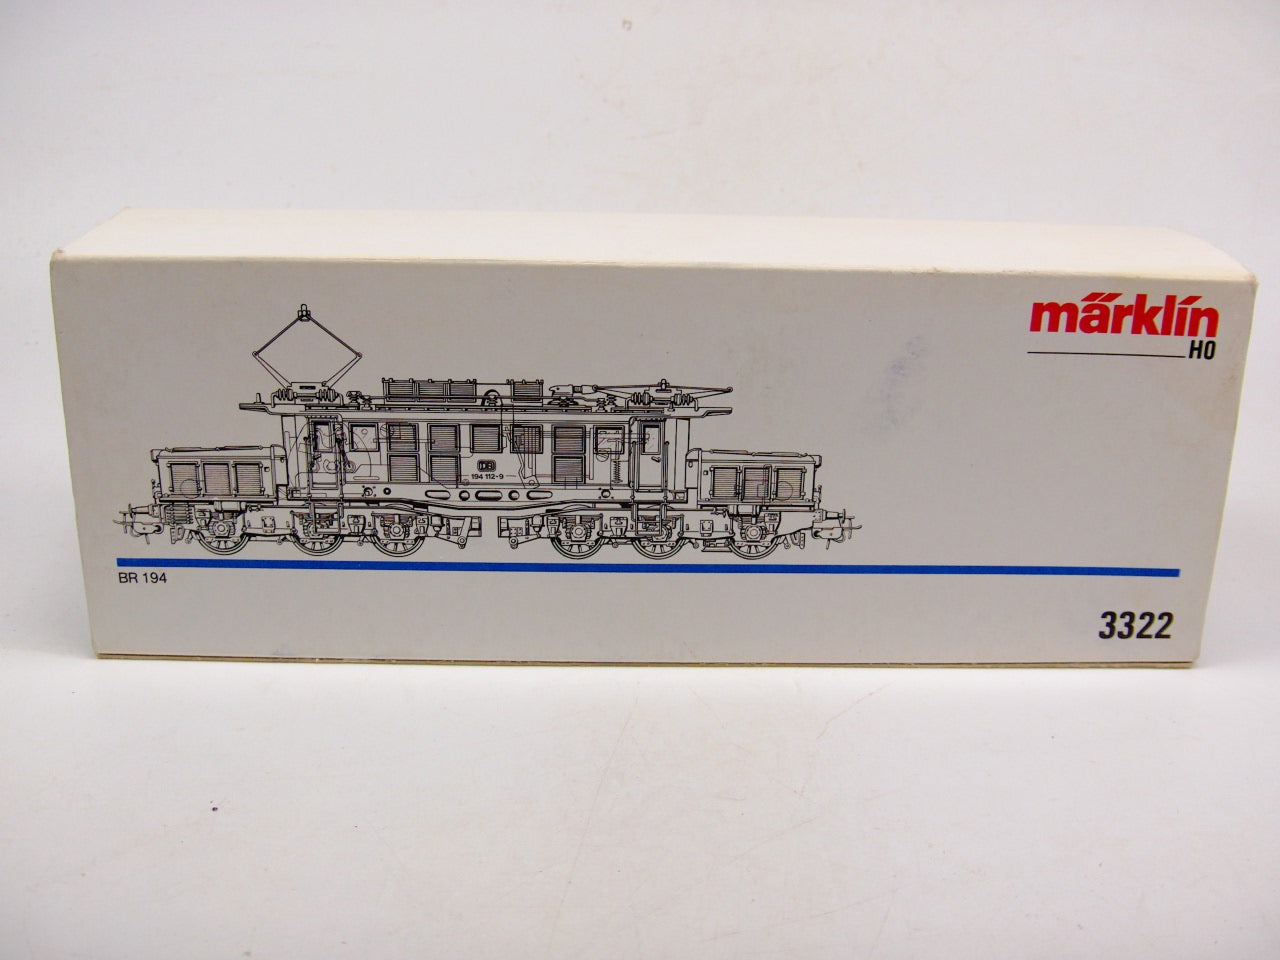 märklin
HO
DB
194 112-9
BR 194
3322